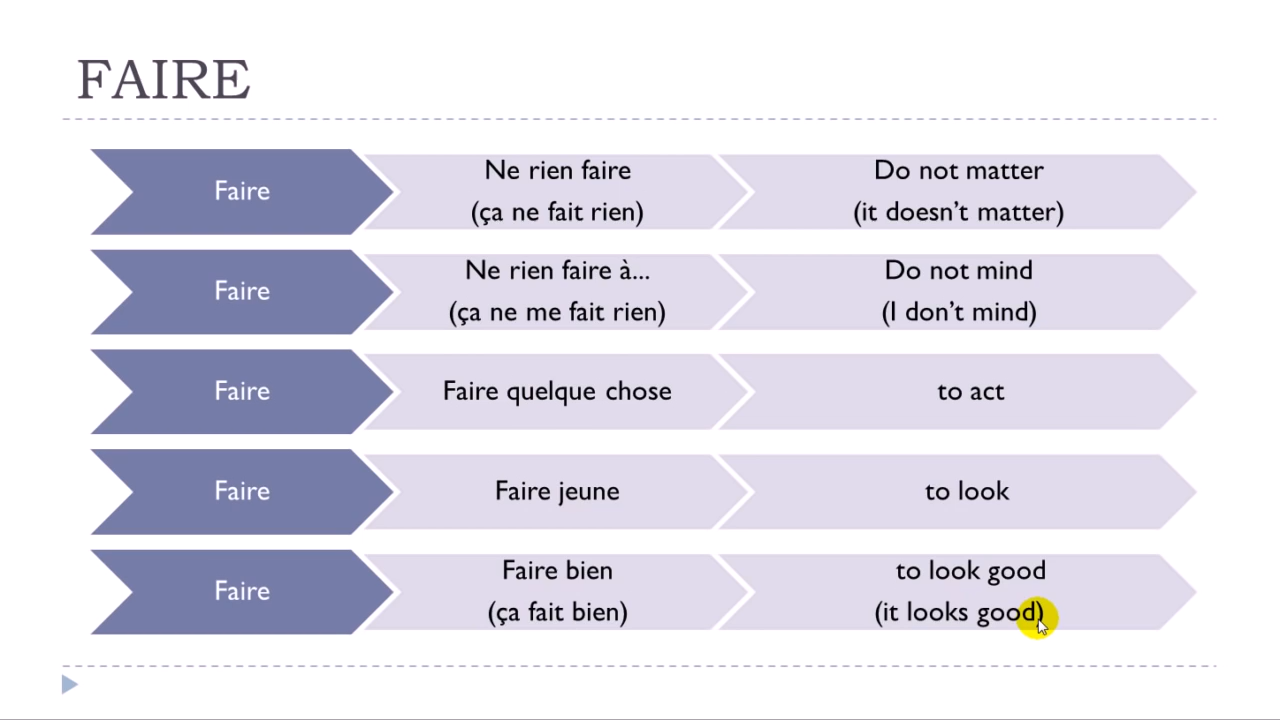 FAIRE
Faire
Ne rien faire
(ça ne fait rien)
Do not matter
(it doesn’t matter)
Faire
Ne rien faire à...
(ça ne me fait rien)
Do not mind
(I don’t mind)
Faire
Faire quelque chose
to act
Faire
Faire jeune
to look
Faire
Faire bien
(ça fait bien)
to look good
(it looks good)